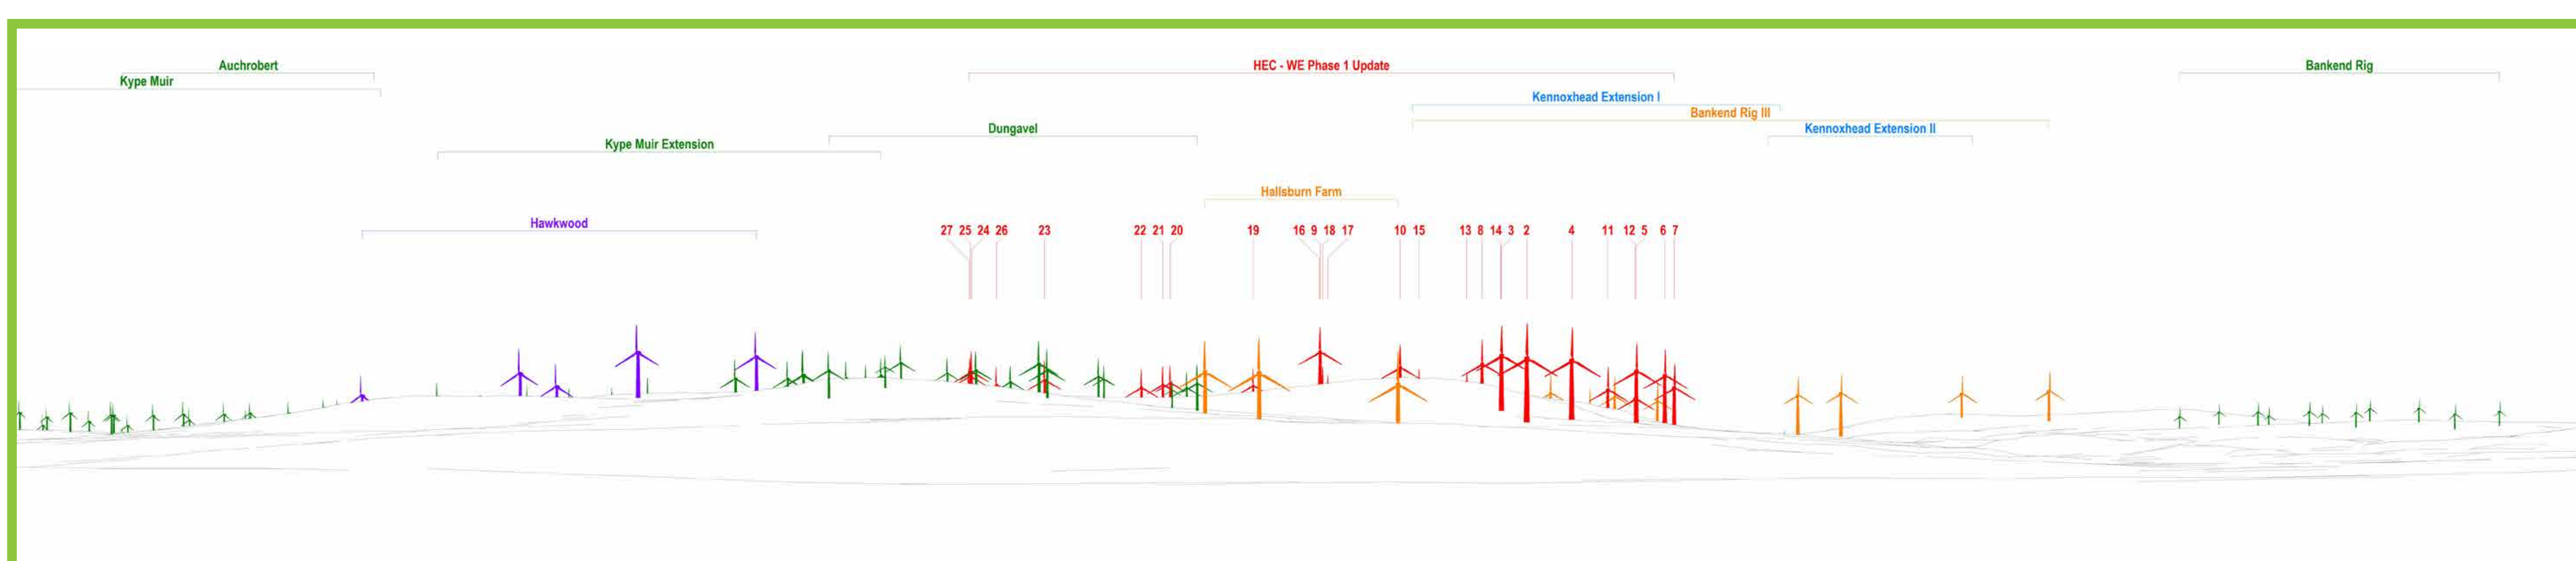 Auchrobert
HEC - WE Phase 1 Update
Bankend Rig
Kype Muir
Kennoxhead Extension I
Bankend Rig III
Dungavel
Kennoxhead Extension II
Kype Muir Extension
Hallsburn Farm
Hawkwood
27 25 24 26 23 22 21 20 19 16 9 18 17 10 15 13 8 14 3 2 4 11 12 5 6 7